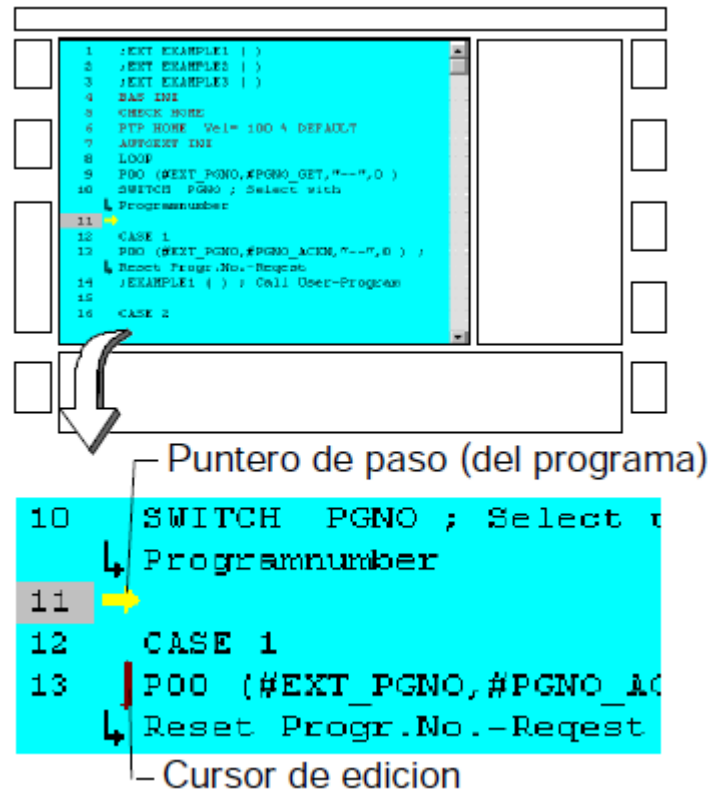 1 ;EXT EXAMPLE1 ( )
2 ;EXT EXAMPLE2 ( )
3 ;EXT EXAMPLE3 ( )
4 BAS INI
5 CHECK HOME
6 PTP HOME Vel= 100 % DEFAULT
7 AUTOEXT INI
8 LOOP
9 P00 (#EXT_PGNO,#PGNO_GET,"--",0 )
10 SWITCH PGNO ; Select with
Programnumber
11
12 CASE 1
13 P00 (#EXT_PGNO,#PGNO_ACKN,"--",0 ) ;
Reset Progr.No.-Reqest
14 ;EXAMPLE1 ( ) ; Call User-Program
15
16 CASE 2
Puntero de paso (del programa)
10 SWITCH PGNO ; Select
Programnumber
11
12 CASE 1
13 P00 (#EXT_PGNO,#PGNO_AC
Reset Progr.No.-Reqest
Cursor de edicion